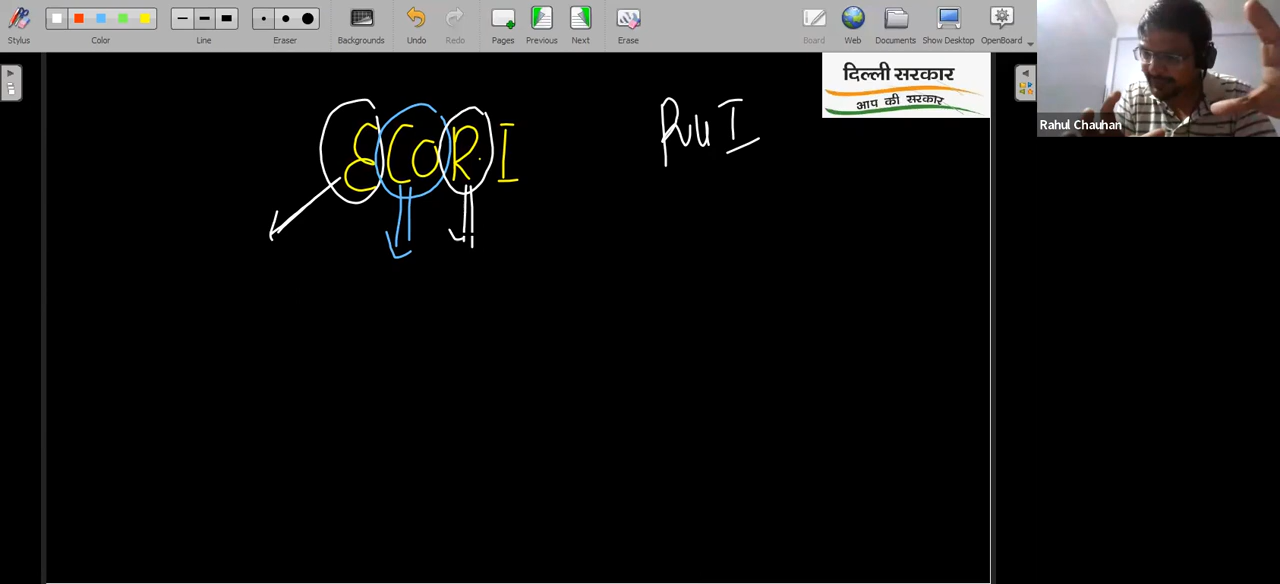 Stylus
Color
Line
Eraser
Backgrounds
Undo
Redo
Pages
Previous
Next
Erase
Board
Web
Documents
Show Desktop
OpenBoard
Rahul Chauhan
दिल्ली सरकार
आप की सरकार
ECORI
PvuI